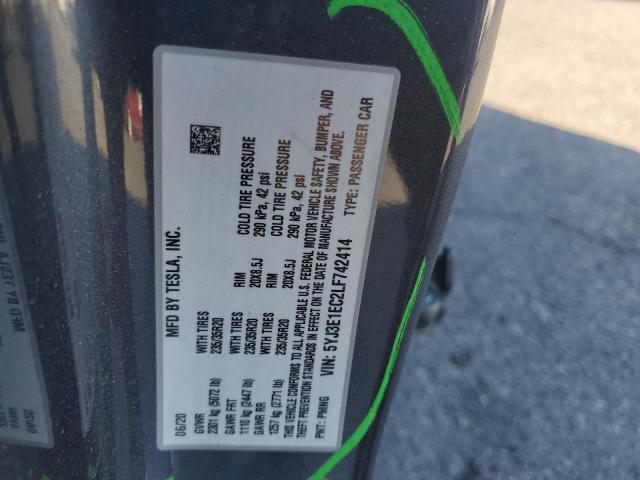 MFD BY TESLA, INC.
06/20
GVWR
2301 kg (5072 lb)
WITH TIRES
235/35R20
RIM
20X8.5J
COLD TIRE PRESSURE
290 kPa, 42 psi
GAWR FRT
1110 kg (2447 lb)
WITH TIRES
235/35R20
RIM
20X8.5J
COLD TIRE PRESSURE
290 kPa, 42 psi
GAWR RR
1257 kg (2771 lb)
THIS VEHICLE CONFORMS TO ALL APPLICABLE U.S. FEDERAL MOTOR VEHICLE SAFETY, BUMPER, AND
THEFT PREVENTION STANDARDS IN EFFECT ON THE DATE OF MANUFACTURE SHOWN ABOVE.
PNT: PMNG
VIN: 5YJ3E1EC2LF742414
TYPE: PASSENGER CAR